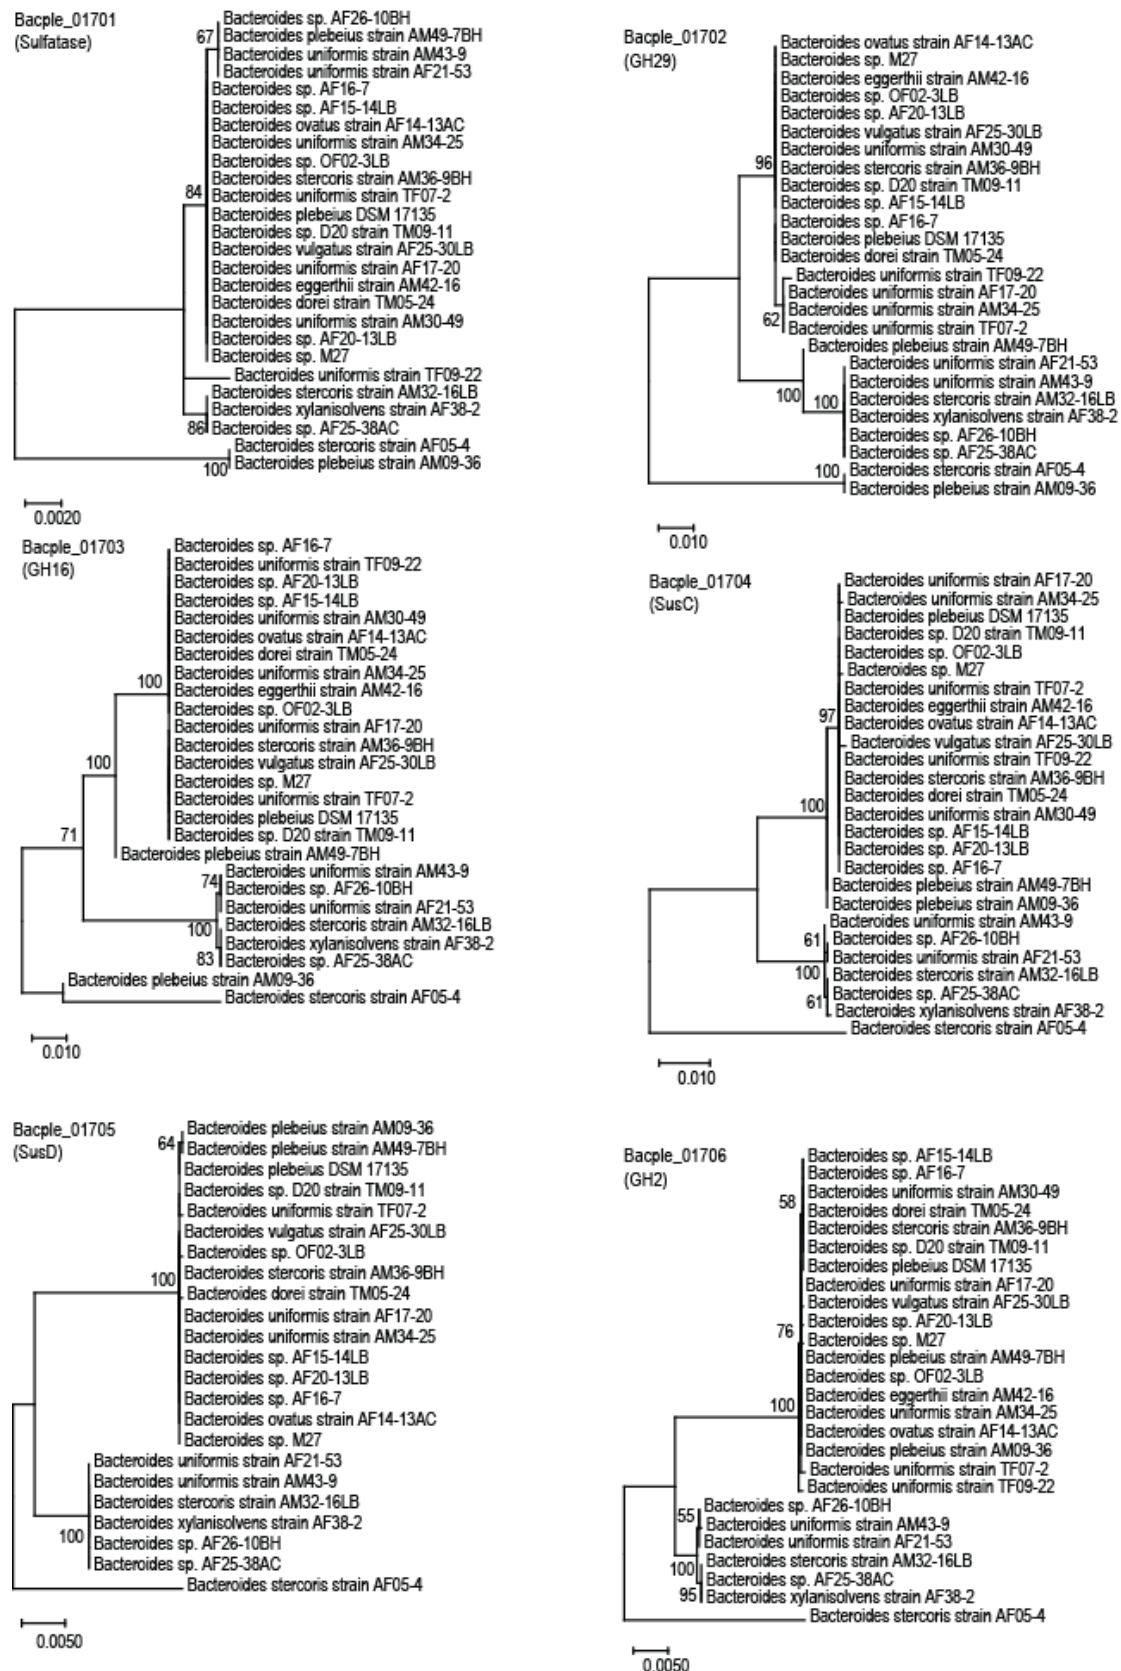 Bacple_01701
(Sulfatase)
Bacteroides sp. AF26-10BH
67
Bacteroides plebeius strain AM49-7BH
Bacteroides uniformis strain AM43-9
Bacteroides uniformis strain AF21-53
Bacteroides sp. AF16-7
Bacteroides sp. AF15-14LB
Bacteroides ovatus strain AF14-13AC
Bacteroides uniformis strain AM34-25
Bacteroides sp. OF02-3LB
Bacteroides stercoris strain AM36-9BH
84
Bacteroides uniformis strain TF07-2
Bacteroides plebeius DSM 17135
Bacteroides sp. D20 strain TM09-11
Bacteroides vulgatus strain AF25-30LB
Bacteroides uniformis strain AF17-20
Bacteroides eggerthii strain AM42-16
Bacteroides dorei strain TM05-24
Bacteroides uniformis strain AM30-49
Bacteroides sp. AF20-13LB
Bacteroides sp. M27
Bacteroides uniformis strain TF09-22
Bacteroides stercoris strain AM32-16LB
Bacteroides xylanisolvens strain AF38-2
86
Bacteroides sp. AF25-38AC
Bacteroides stercoris strain AF05-4
100
Bacteroides plebeius strain AM09-36
0.0020
Bacple_01702
(GH29)
Bacteroides ovatus strain AF14-13AC
Bacteroides sp. M27
Bacteroides eggerthii strain AM42-16
Bacteroides sp. OF02-3LB
Bacteroides sp. AF20-13LB
Bacteroides vulgatus strain AF25-30LB
Bacteroides uniformis strain AM30-49
96
Bacteroides stercoris strain AM36-9BH
Bacteroides sp. D20 strain TM09-11
Bacteroides sp. AF15-14LB
Bacteroides sp. AF16-7
Bacteroides plebeius DSM 17135
Bacteroides dorei strain TM05-24
Bacteroides uniformis strain TF09-22
Bacteroides uniformis strain AF17-20
Bacteroides uniformis strain AM34-25
62
Bacteroides uniformis strain TF07-2
Bacteroides plebeius strain AM49-7BH
Bacteroides uniformis strain AF21-53
Bacteroides uniformis strain AM43-9
100
100
Bacteroides stercoris strain AM32-16LB
Bacteroides xylanisolvens strain AF38-2
Bacteroides sp. AF26-10BH
Bacteroides sp. AF25-38AC
100
Bacteroides stercoris strain AF05-4
Bacteroides plebeius strain AM09-36
0.010
Bacple_01703
(GH16)
Bacteroides sp. AF16-7
Bacteroides uniformis strain TF09-22
Bacteroides sp. AF20-13LB
Bacteroides sp. AF15-14LB
Bacteroides uniformis strain AM30-49
Bacteroides ovatus strain AF14-13AC
Bacteroides dorei strain TM05-24
Bacteroides uniformis strain AM34-25
100
Bacteroides eggerthii strain AM42-16
Bacteroides sp. OF02-3LB
Bacteroides uniformis strain AF17-20
Bacteroides stercoris strain AM36-9BH
100
Bacteroides vulgatus strain AF25-30LB
Bacteroides sp. M27
Bacteroides uniformis strain TF07-2
Bacteroides plebeius DSM 17135
71
Bacteroides sp. D20 strain TM09-11
Bacteroides plebeius strain AM49-7BH
Bacteroides uniformis strain AM43-9
74
Bacteroides sp. AF26-10BH
Bacteroides uniformis strain AF21-53
100
Bacteroides stercoris strain AM32-16LB
Bacteroides xylanisolvens strain AF38-2
83
Bacteroides sp. AF25-38AC
Bacteroides plebeius strain AM09-36
Bacteroides stercoris strain AF05-4
0.010
Bacple_01704
(SusC)
Bacteroides uniformis strain AF17-20
Bacteroides uniformis strain AM34-25
Bacteroides plebeius DSM 17135
Bacteroides sp. D20 strain TM09-11
Bacteroides sp. OF02-3LB
Bacteroides sp. M27
Bacteroides uniformis strain TF07-2
Bacteroides eggerthii strain AM42-16
97
Bacteroides ovatus strain AF14-13AC
Bacteroides vulgatus strain AF25-30LB
Bacteroides uniformis strain TF09-22
Bacteroides stercoris strain AM36-9BH
Bacteroides dorei strain TM05-24
100
Bacteroides uniformis strain AM30-49
Bacteroides sp. AF15-14LB
Bacteroides sp. AF20-13LB
Bacteroides sp. AF16-7
Bacteroides plebeius strain AM49-7BH
Bacteroides plebeius strain AM09-36
Bacteroides uniformis strain AM43-9
61
Bacteroides sp. AF26-10BH
Bacteroides uniformis strain AF21-53
100
Bacteroides stercoris strain AM32-16LB
Bacteroides sp. AF25-38AC
61
Bacteroides xylanisolvens strain AF38-2
Bacteroides stercoris strain AF05-4
0.010
Bacple_01705
(SusD)
Bacteroides plebeius strain AM09-36
64
Bacteroides plebeius strain AM49-7BH
Bacteroides plebeius DSM 17135
Bacteroides sp. D20 strain TM09-11
Bacteroides uniformis strain TF07-2
Bacteroides vulgatus strain AF25-30LB
Bacteroides sp. OF02-3LB
100
Bacteroides stercoris strain AM36-9BH
Bacteroides dorei strain TM05-24
Bacteroides uniformis strain AF17-20
Bacteroides uniformis strain AM34-25
Bacteroides sp. AF15-14LB
Bacteroides sp. AF20-13LB
Bacteroides sp. AF16-7
Bacteroides ovatus strain AF14-13AC
Bacteroides sp. M27
Bacteroides uniformis strain AF21-53
Bacteroides uniformis strain AM43-9
Bacteroides stercoris strain AM32-16LB
Bacteroides xylanisolvens strain AF38-2
100
Bacteroides sp. AF26-10BH
Bacteroides sp. AF25-38AC
Bacteroides stercoris strain AF05-4
0.0050
Bacple_01706
(GH2)
Bacteroides sp. AF15-14LB
Bacteroides sp. AF16-7
Bacteroides uniformis strain AM30-49
58
Bacteroides dorei strain TM05-24
Bacteroides stercoris strain AM36-9BH
Bacteroides sp. D20 strain TM09-11
Bacteroides plebeius DSM 17135
Bacteroides uniformis strain AF17-20
Bacteroides vulgatus strain AF25-30LB
Bacteroides sp. AF20-13LB
76
Bacteroides sp. M27
Bacteroides plebeius strain AM49-7BH
Bacteroides sp. OF02-3LB
Bacteroides eggerthii strain AM42-16
100
Bacteroides uniformis strain AM34-25
Bacteroides ovatus strain AF14-13AC
Bacteroides plebeius strain AM09-36
Bacteroides uniformis strain TF07-2
Bacteroides uniformis strain TF09-22
Bacteroides sp. AF26-10BH
55
Bacteroides uniformis strain AM43-9
Bacteroides uniformis strain AF21-53
100
Bacteroides stercoris strain AM32-16LB
Bacteroides sp. AF25-38AC
95
Bacteroides xylanisolvens strain AF38-2
Bacteroides stercoris strain AF05-4
0.0050